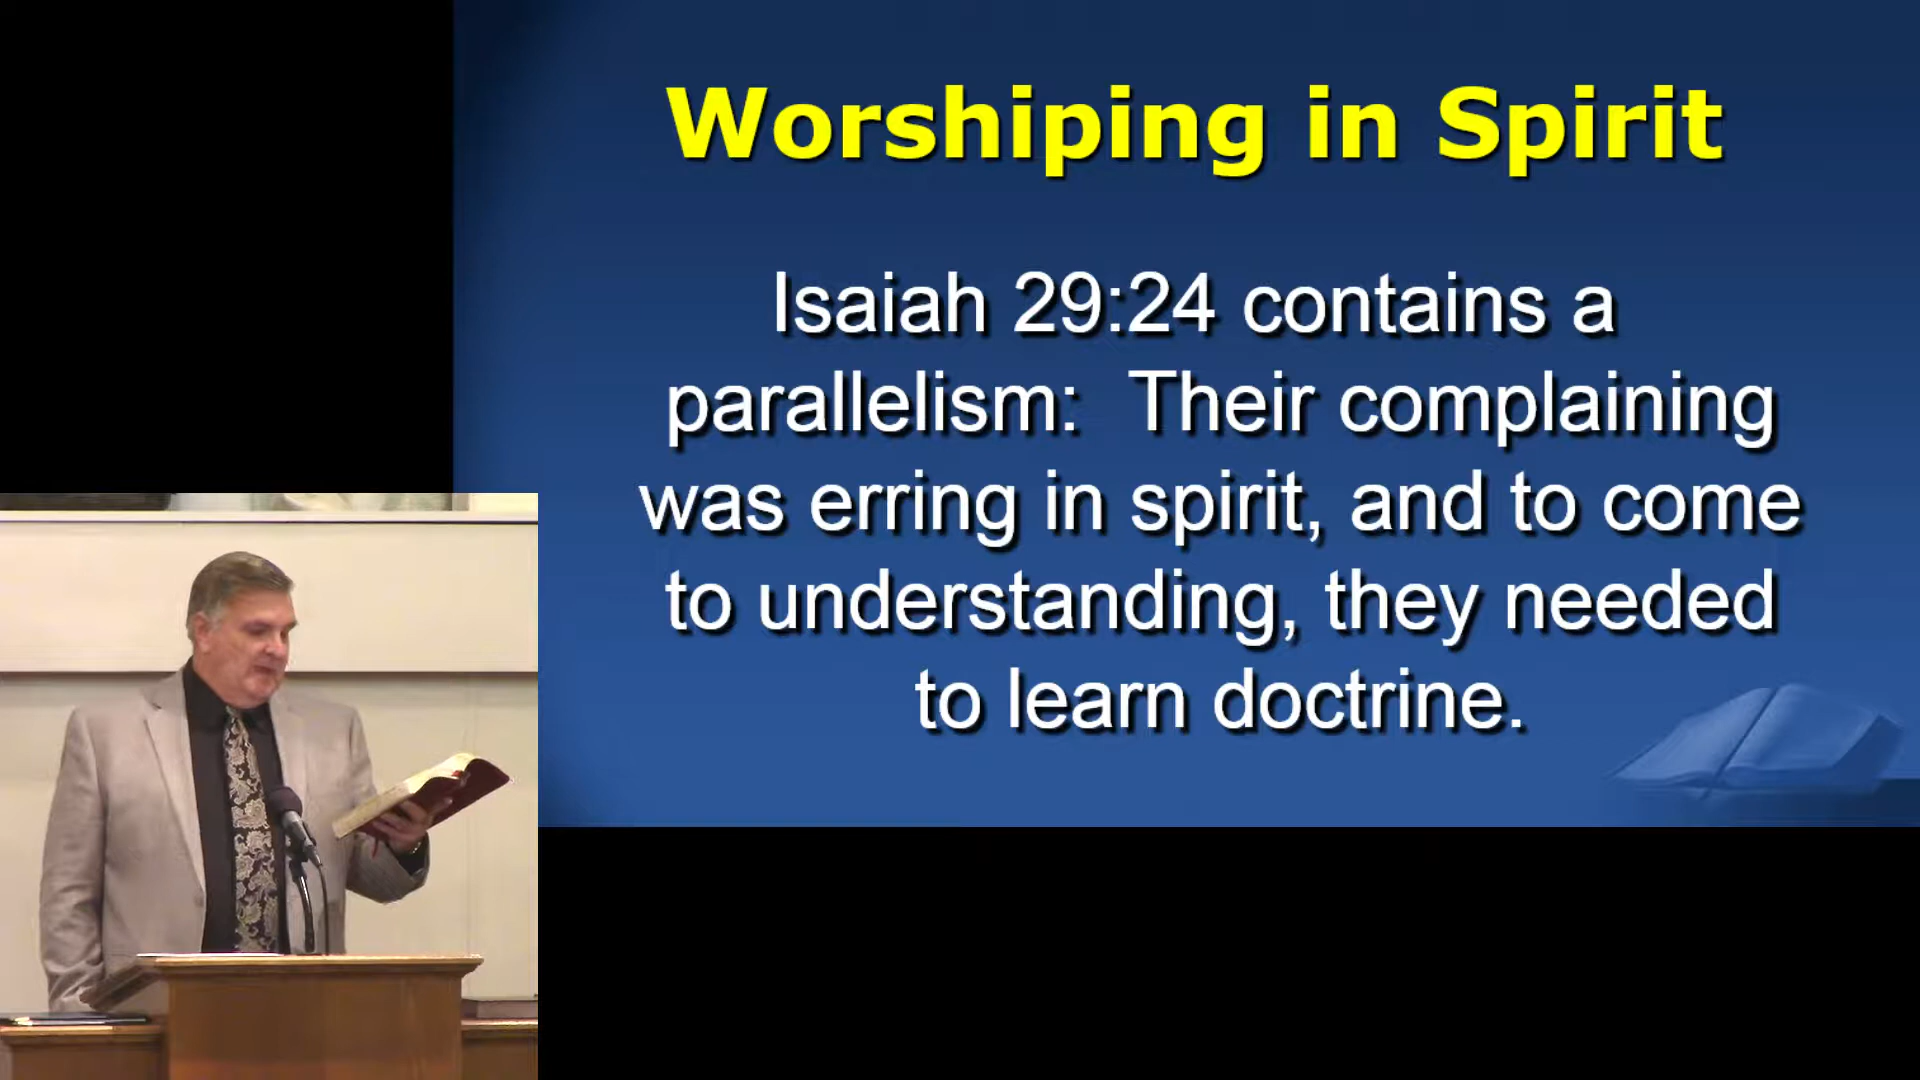 Worshiping in Spirit
Isaiah 29:24 contains a
parallelism:  Their complaining
was erring in spirit, and to come
to understanding, they needed
to learn doctrine.